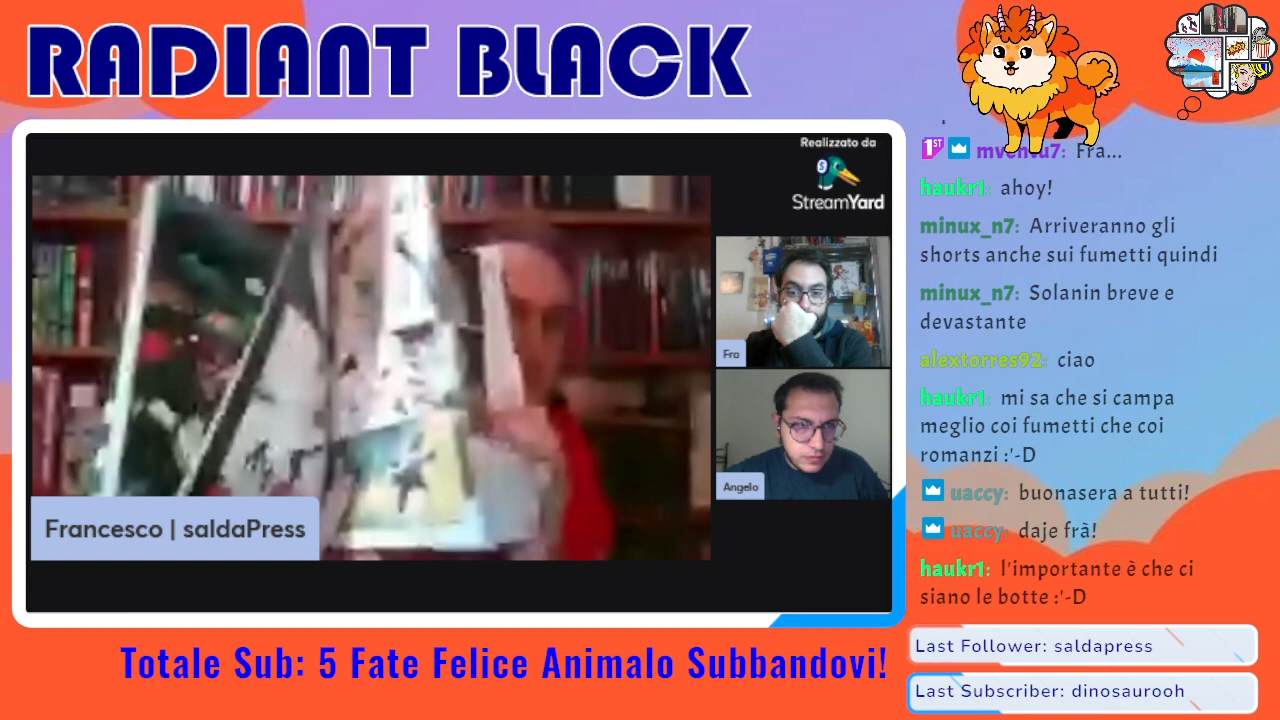 RADIANT BLACK
Realizzato da
StreamYard
Francesco | saldaPress
Fra
Angelo
1ST mventu7: Fra...
haukr1: ahoy!
minux_n7: Arriveranno gli
shorts anche sui fumetti quindi
minux_n7: Solanin breve e
devastante
alextorres92: ciao
haukr1: mi sa che si campa
meglio coi fumetti che coi
romanzi :'-D
uaccy: buonasera a tutti!
uaccy: daje frà!
haukr1: l'importante è che ci
siano le botte :'-D
Totale Sub: 5 Fate Felice Animalo Subbandovi!
Last Follower: saldapress
Last Subscriber: dinosaurooh